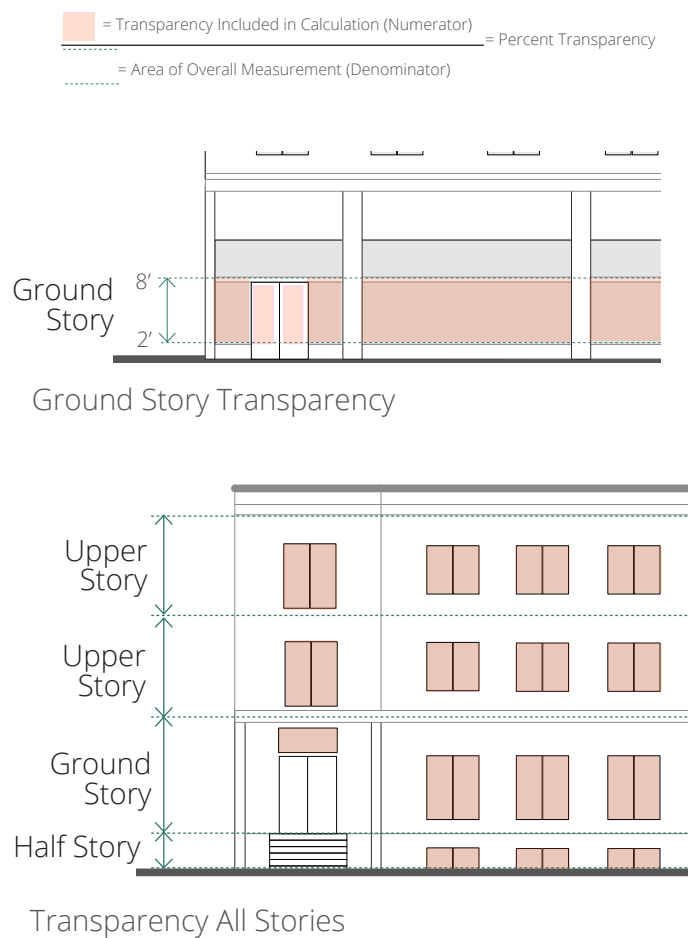 = Transparency Included in Calculation (Numerator)
= Percent Transparency
= Area of Overall Measurement (Denominator)
8’
Ground
Story
2’
Ground Story Transparency
Upper
Story
Upper
Story
Ground
Story
Half Story
Transparency All Stories